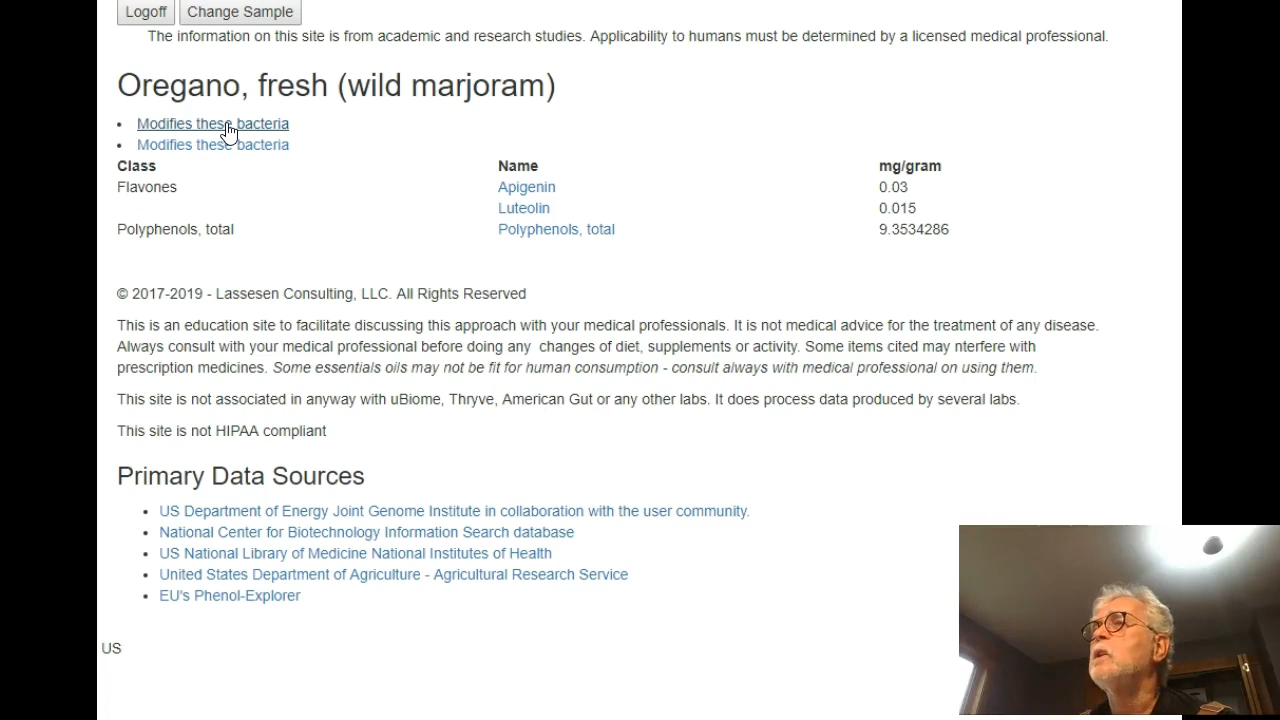 Logoff Change Sample
The information on this site is from academic and research studies. Applicability to humans must be determined by a licensed medical professional.
Oregano, fresh (wild marjoram)
Modifies these bacteria
Modifies these bacteria
Class Name mg/gram
Flavones Apigenin 0.03
Luteolin 0.015
Polyphenols, total Polyphenols, total 9.3534286
© 2017-2019 - Lassesen Consulting, LLC. All Rights Reserved
This is an education site to facilitate discussing this approach with your medical professionals. It is not medical advice for the treatment of any disease.
Always consult with your medical professional before doing any changes of diet, supplements or activity. Some items cited may nterfere with
prescription medicines. Some essentials oils may not be fit for human consumption - consult always with medical professional on using them.
This site is not associated in anyway with uBiome, Thryve, American Gut or any other labs. It does process data produced by several labs.
This site is not HIPAA compliant
Primary Data Sources
US Department of Energy Joint Genome Institute in collaboration with the user community.
National Center for Biotechnology Information Search database
US National Library of Medicine National Institutes of Health
United States Department of Agriculture - Agricultural Research Service
EU's Phenol-Explorer
US